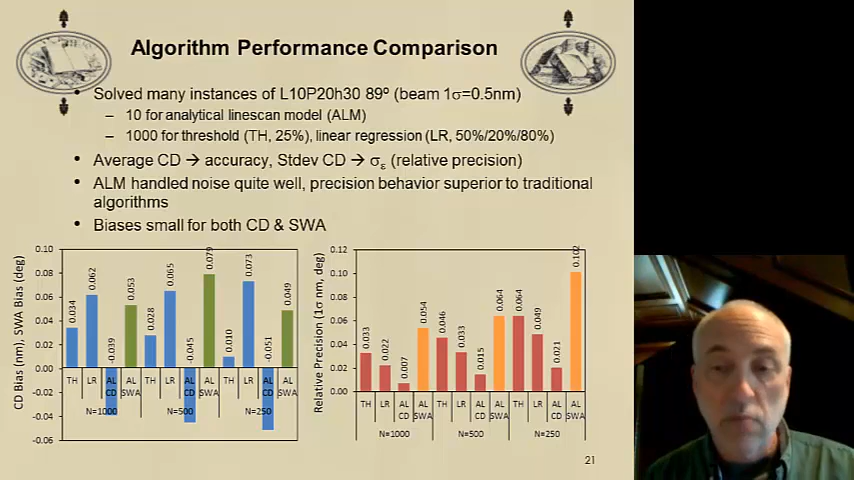 Algorithm Performance Comparison
• Solved many instances of L10P20h30 89º (beam 1σ=0.5nm)
– 10 for analytical linescan model (ALM)
– 1000 for threshold (TH, 25%), linear regression (LR, 50%/20%/80%)
• Average CD → accuracy, Stdev CD → σε (relative precision)
• ALM handled noise quite well, precision behavior superior to traditional
algorithms
• Biases small for both CD & SWA
CD Bias (nm), SWA Bias (deg)
0.10
0.08
0.06
0.04
0.02
0.00
-0.02
-0.04
-0.06
0.034
0.062
-0.039
0.053
0.028
0.065
-0.045
0.079
0.010
0.073
-0.051
0.049
TH LR AL CD AL SWA TH LR AL CD AL SWA TH LR AL CD AL SWA
N=1000 N=500 N=250
Relative Precision (1σ nm, deg)
0.12
0.10
0.08
0.06
0.04
0.02
0.00
0.033
0.022
0.007
0.054
0.046
0.033
0.015
0.064
0.064
0.049
0.021
0.102
TH LR AL CD AL SWA TH LR AL CD AL SWA TH LR AL CD AL SWA
N=1000 N=500 N=250
21